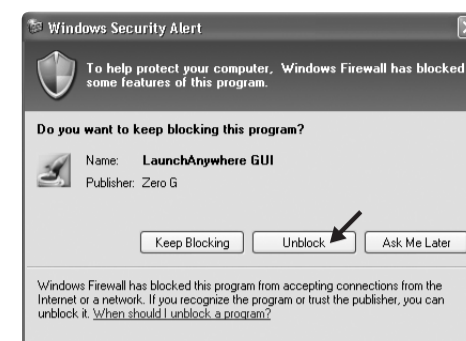 Windows Security Alert
To help protect your computer, Windows Firewall has blocked
some features of this program.
Do you want to keep blocking this program?
Name: LaunchAnywhere GUI
Publisher: Zero G
Keep Blocking Unblock Ask Me Later
Windows Firewall has blocked this program from accepting connections from the
Internet or a network. If you recognize the program or trust the publisher, you can
unblock it. When should I unblock a program?